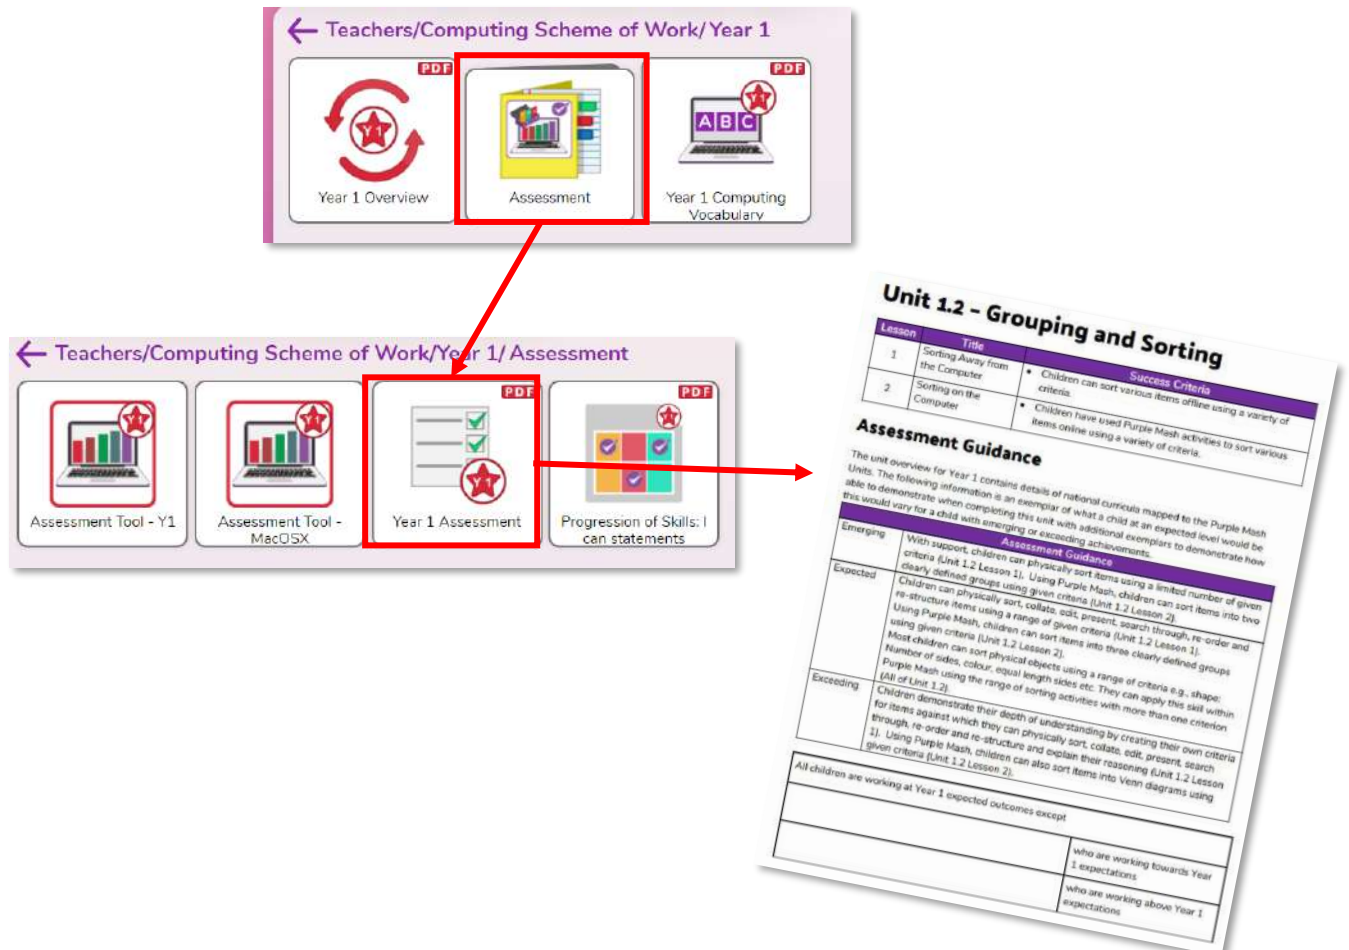 Teachers/Computing Scheme of Work/Year 1
PDF
PDF
Y1
A B C
Year 1 Overview
Assessment
Year 1 Computing
Vocabulary
Teachers/Computing Scheme of Work/Year 1/Assessment
PDF
PDF
Assessment Tool - Y1
Assessment Tool -
MacOSX
Year 1 Assessment
Progression of Skills: I
can statements
Unit 1.2 – Grouping and Sorting
Lesson Title Success Criteria
1 Sorting Away from
the Computer
• Children can sort various items offline using a variety of
criteria.
2 Sorting on the
Computer
• Children have used Purple Mash activities to sort various
items online using a variety of criteria.
Assessment Guidance
The unit overview for Year 1 contains details of national curricula mapped to the Purple Mash
Units. The following information is an exemplar of what a child at an expected level would be
able to demonstrate when completing this unit with additional exemplars to demonstrate how
this would vary for a child with emerging or exceeding achievements.
Assessment Guidance
Emerging With support, children can physically sort items using a limited number of given
criteria (Unit 1.2 Lesson 1). Using Purple Mash, children can sort items into two
clearly defined groups using given criteria (Unit 1.2 Lesson 2).
Expected Children can physically sort, collate, edit, present, search through, re-order and
re-structure items using a range of given criteria (Unit 1.2 Lesson 1).
Using Purple Mash, children can sort items into three clearly defined groups
using given criteria (Unit 1.2 Lesson 2).
Most children can sort physical objects using a range of criteria e.g., shape;
Number of sides, colour, equal length sides etc. They can apply this skill within
Purple Mash using the range of sorting activities with more than one criterion
(All of Unit 1.2).
Exceeding Children demonstrate their depth of understanding by creating their own criteria
for items against which they can physically sort, collate, edit, present, search
through, re-order and re-structure and explain their reasoning (Unit 1.2 Lesson
1). Using Purple Mash, children can also sort items into Venn diagrams using
given criteria (Unit 1.2 Lesson 2).
All children are working at Year 1 expected outcomes except
who are working towards Year
1 expectations
who are working above Year 1
expectations